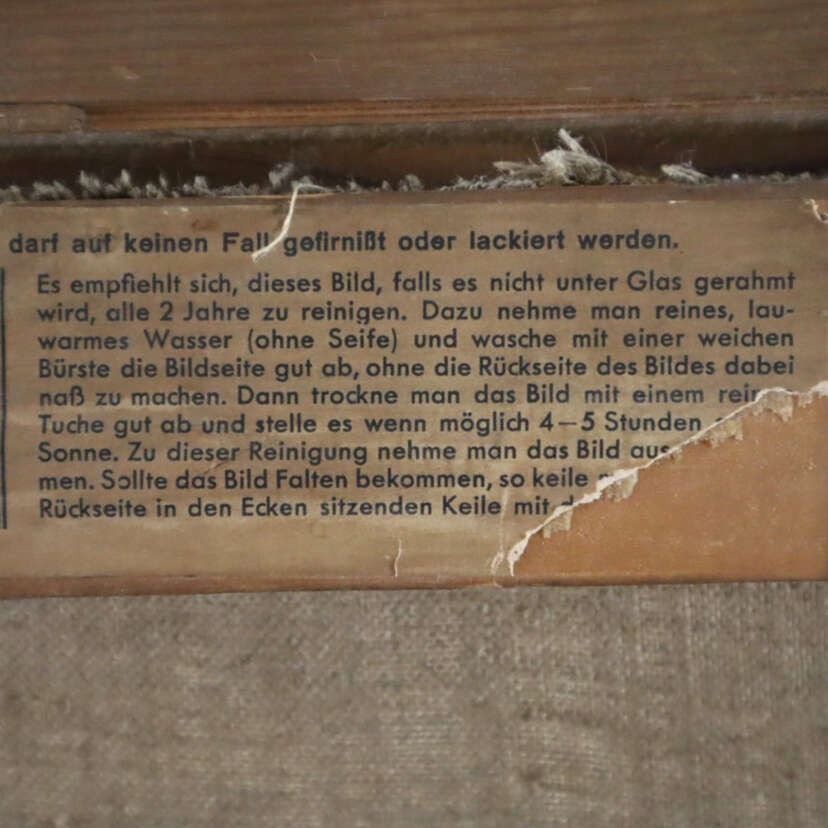 darf auf keinen Fall gefirnißt oder lackiert werden.
Es empfiehlt sich, dieses Bild, falls es nicht unter Glas gerahmt
wird, alle 2 Jahre zu reinigen. Dazu nehme man reines, lau-
warmes Wasser (ohne Seife) und wasche mit einer weichen
Bürste die Bildseite gut ab, ohne die Rückseite des Bildes dabei
naß zu machen. Dann trockne man das Bild mit einem
Tuche gut ab und stelle es wenn möglich 4—5 Stunden
Sonne. Zu dieser Reinigung nehme man das Bild aus
men. Sollte das Bild Falten bekommen, so keile
Rückseite in den Ecken sitzenden Keile mit